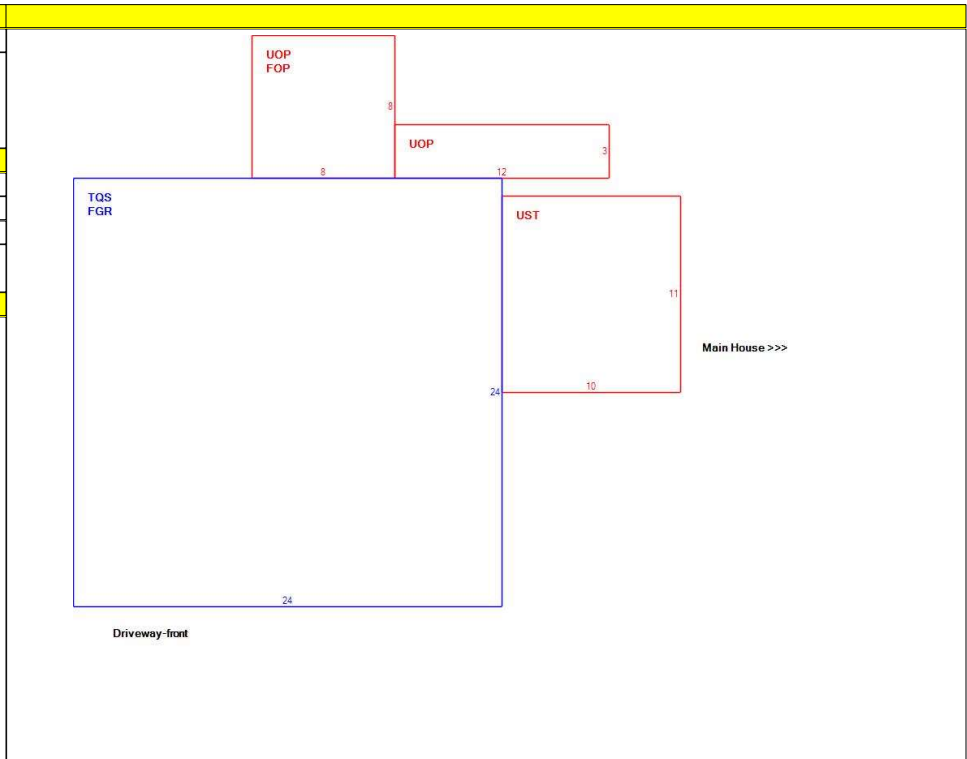 UOP
FOP
8
8
UOP
3
12
TQS
FGR
UST
11
10
Main House >>>
24
24
Driveway-front